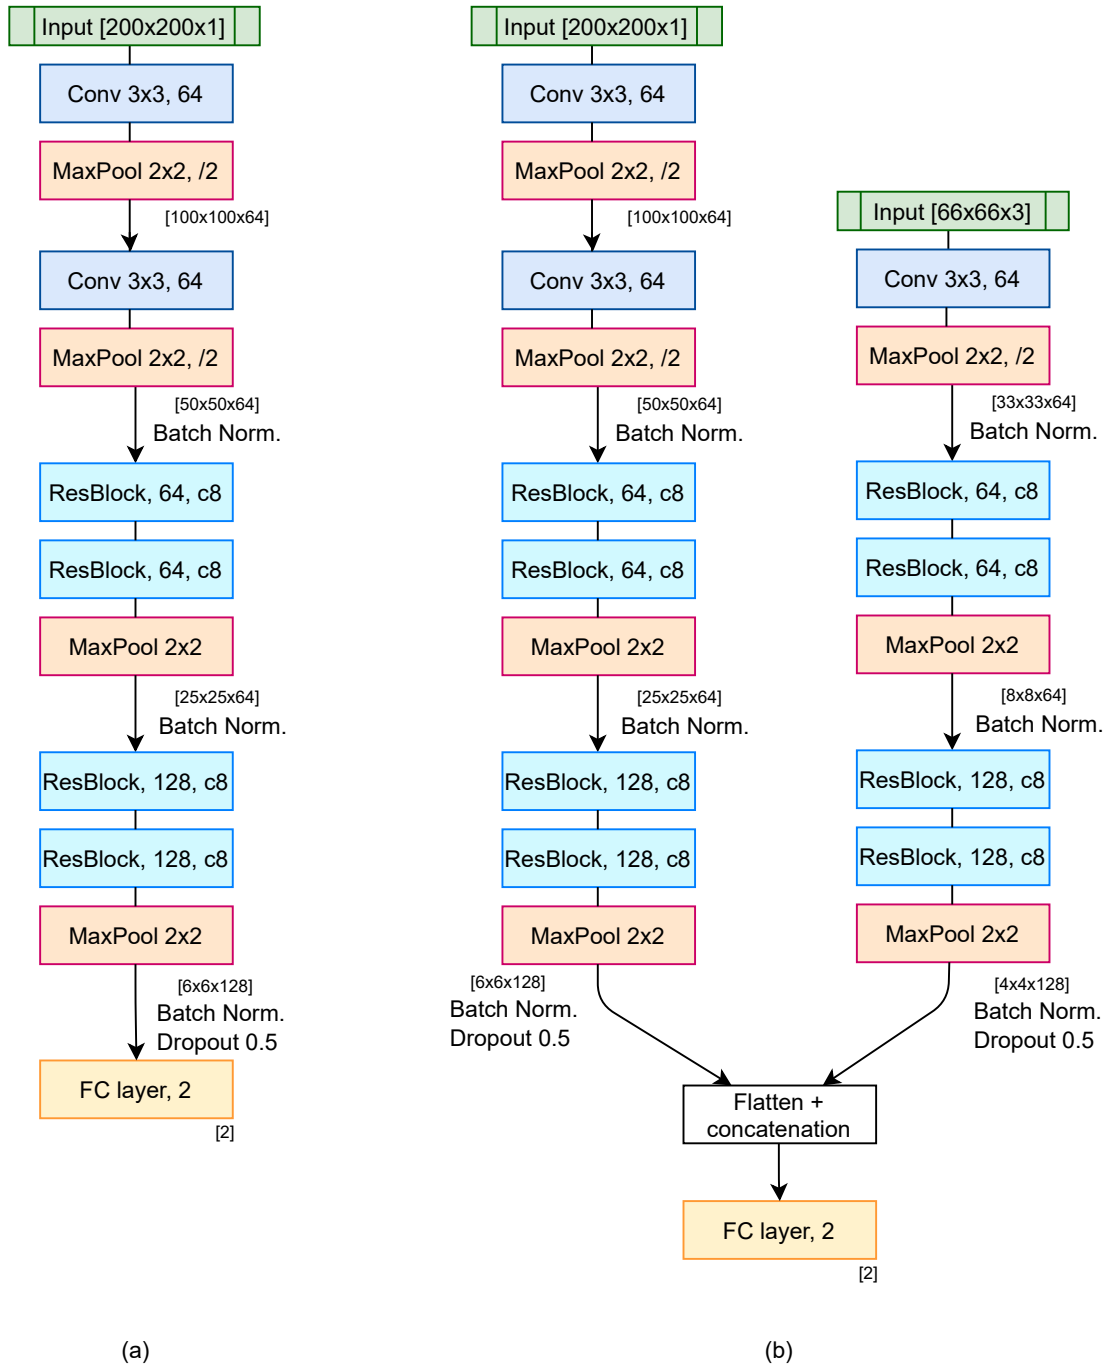 Input [200x200x1]
Conv 3x3, 64
MaxPool 2x2, /2
[100x100x64]
Conv 3x3, 64
MaxPool 2x2, /2
[50x50x64]
Batch Norm.
ResBlock, 64, c8
ResBlock, 64, c8
MaxPool 2x2
[25x25x64]
Batch Norm.
ResBlock, 128, c8
ResBlock, 128, c8
MaxPool 2x2
[6x6x128]
Batch Norm.
Dropout 0.5
FC layer, 2
[2]
(a)
Input [200x200x1]
Conv 3x3, 64
MaxPool 2x2, /2
[100x100x64]
Conv 3x3, 64
MaxPool 2x2, /2
[50x50x64]
Batch Norm.
ResBlock, 64, c8
ResBlock, 64, c8
MaxPool 2x2
[25x25x64]
Batch Norm.
ResBlock, 128, c8
ResBlock, 128, c8
MaxPool 2x2
[6x6x128]
Batch Norm.
Dropout 0.5
Input [66x66x3]
Conv 3x3, 64
MaxPool 2x2, /2
[33x33x64]
Batch Norm.
ResBlock, 64, c8
ResBlock, 64, c8
MaxPool 2x2
[8x8x64]
Batch Norm.
ResBlock, 128, c8
ResBlock, 128, c8
MaxPool 2x2
[4x4x128]
Batch Norm.
Dropout 0.5
Flatten +
concatenation
FC layer, 2
[2]
(b)